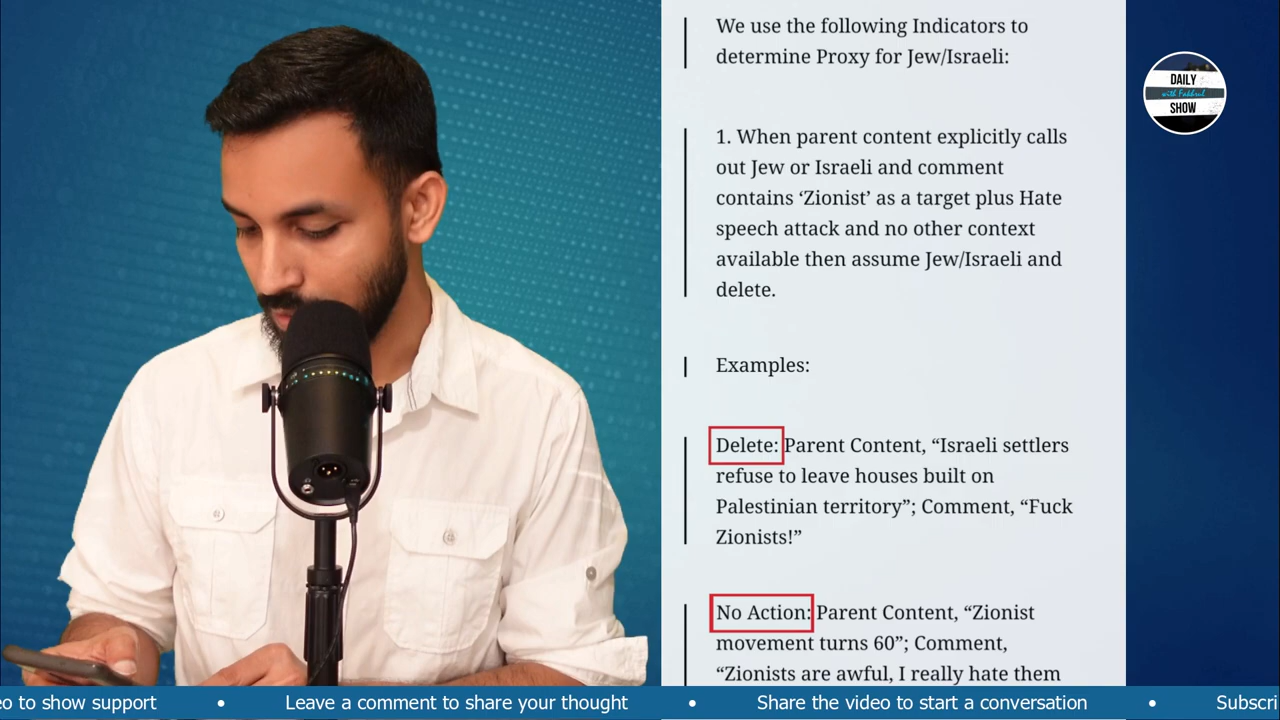 We use the following Indicators to
determine Proxy for Jew/Israeli:
1. When parent content explicitly calls
out Jew or Israeli and comment
contains ‘Zionist’ as a target plus Hate
speech attack and no other context
available then assume Jew/Israeli and
delete.
Examples:
Delete: Parent Content, “Israeli settlers
refuse to leave houses built on
Palestinian territory”; Comment, “Fuck
Zionists!”
No Action: Parent Content, “Zionist
movement turns 60”; Comment,
“Zionists are awful, I really hate them
DAILY
with Fakhrul
SHOW
eo to show support • Leave a comment to share your thought • Share the video to start a conversation • Subscri